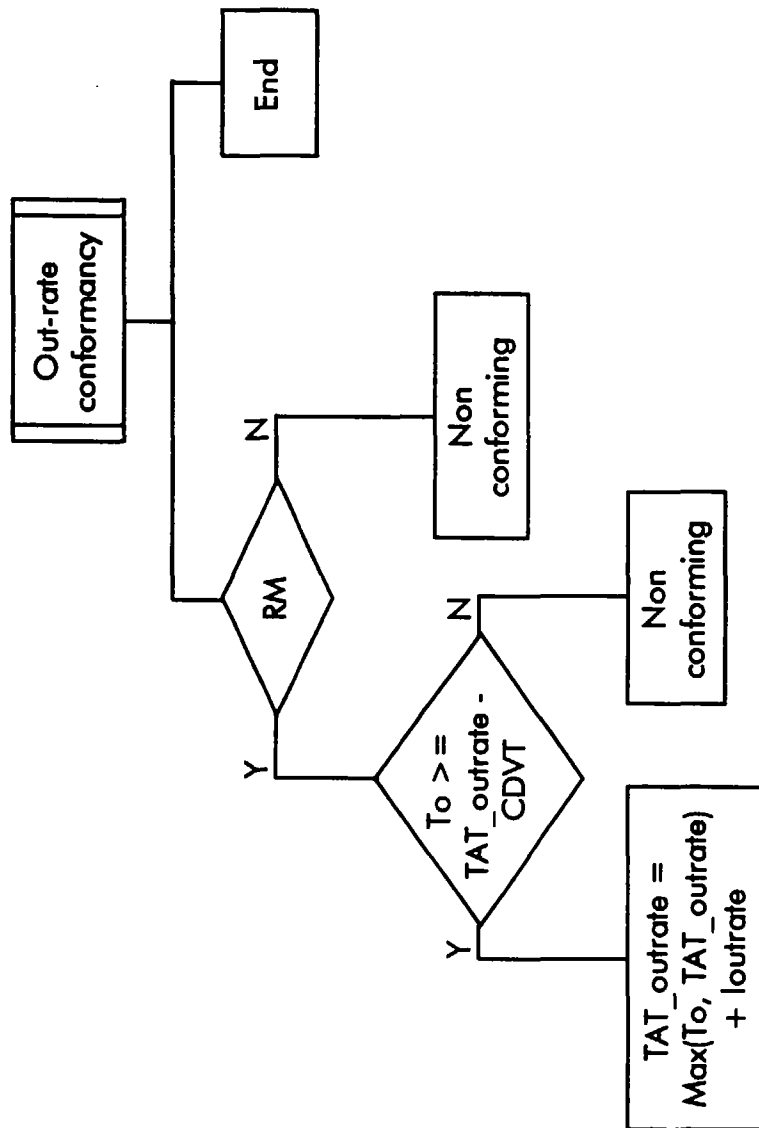 Out-rate
conformancy
End
RM
Y
N
To >=
TAT_outrate -
CDVT
Non
conforming
Y
N
TAT_outrate =
Max(To, TAT_outrate)
+ Ioutrate
Non
conforming